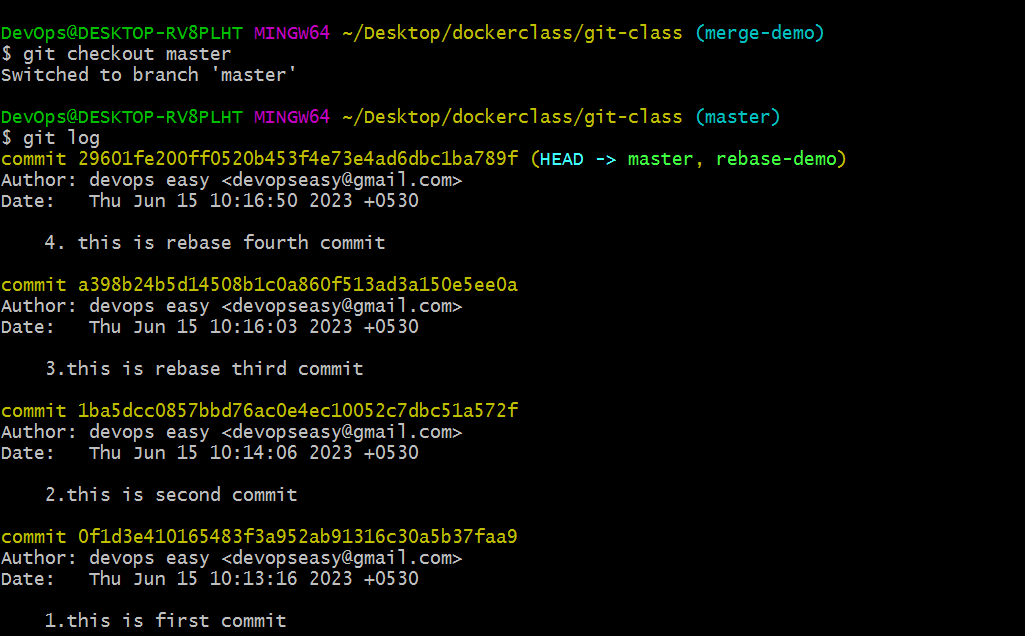 DevOps@DESKTOP-RV8PLHT MINGW64 ~/Desktop/dockerclass/git-class (merge-demo)
$ git checkout master
Switched to branch 'master'
DevOps@DESKTOP-RV8PLHT MINGW64 ~/Desktop/dockerclass/git-class (master)
$ git log
commit 29601fe200ff0520b453f4e73e4ad6dbc1ba789f (HEAD -> master, rebase-demo)
Author: devops easy <devopseasy@gmail.com>
Date:   Thu Jun 15 10:16:50 2023 +0530
    4. this is rebase fourth commit
commit a398b24b5d14508b1c0a860f513ad3a150e5ee0a
Author: devops easy <devopseasy@gmail.com>
Date:   Thu Jun 15 10:16:03 2023 +0530
    3.this is rebase third commit
commit 1ba5dcc0857bbd76ac0e4ec10052c7dbc51a572f
Author: devops easy <devopseasy@gmail.com>
Date:   Thu Jun 15 10:14:06 2023 +0530
    2.this is second commit
commit 0f1d3e410165483f3a952ab91316c30a5b37faa9
Author: devops easy <devopseasy@gmail.com>
Date:   Thu Jun 15 10:13:16 2023 +0530
    1.this is first commit